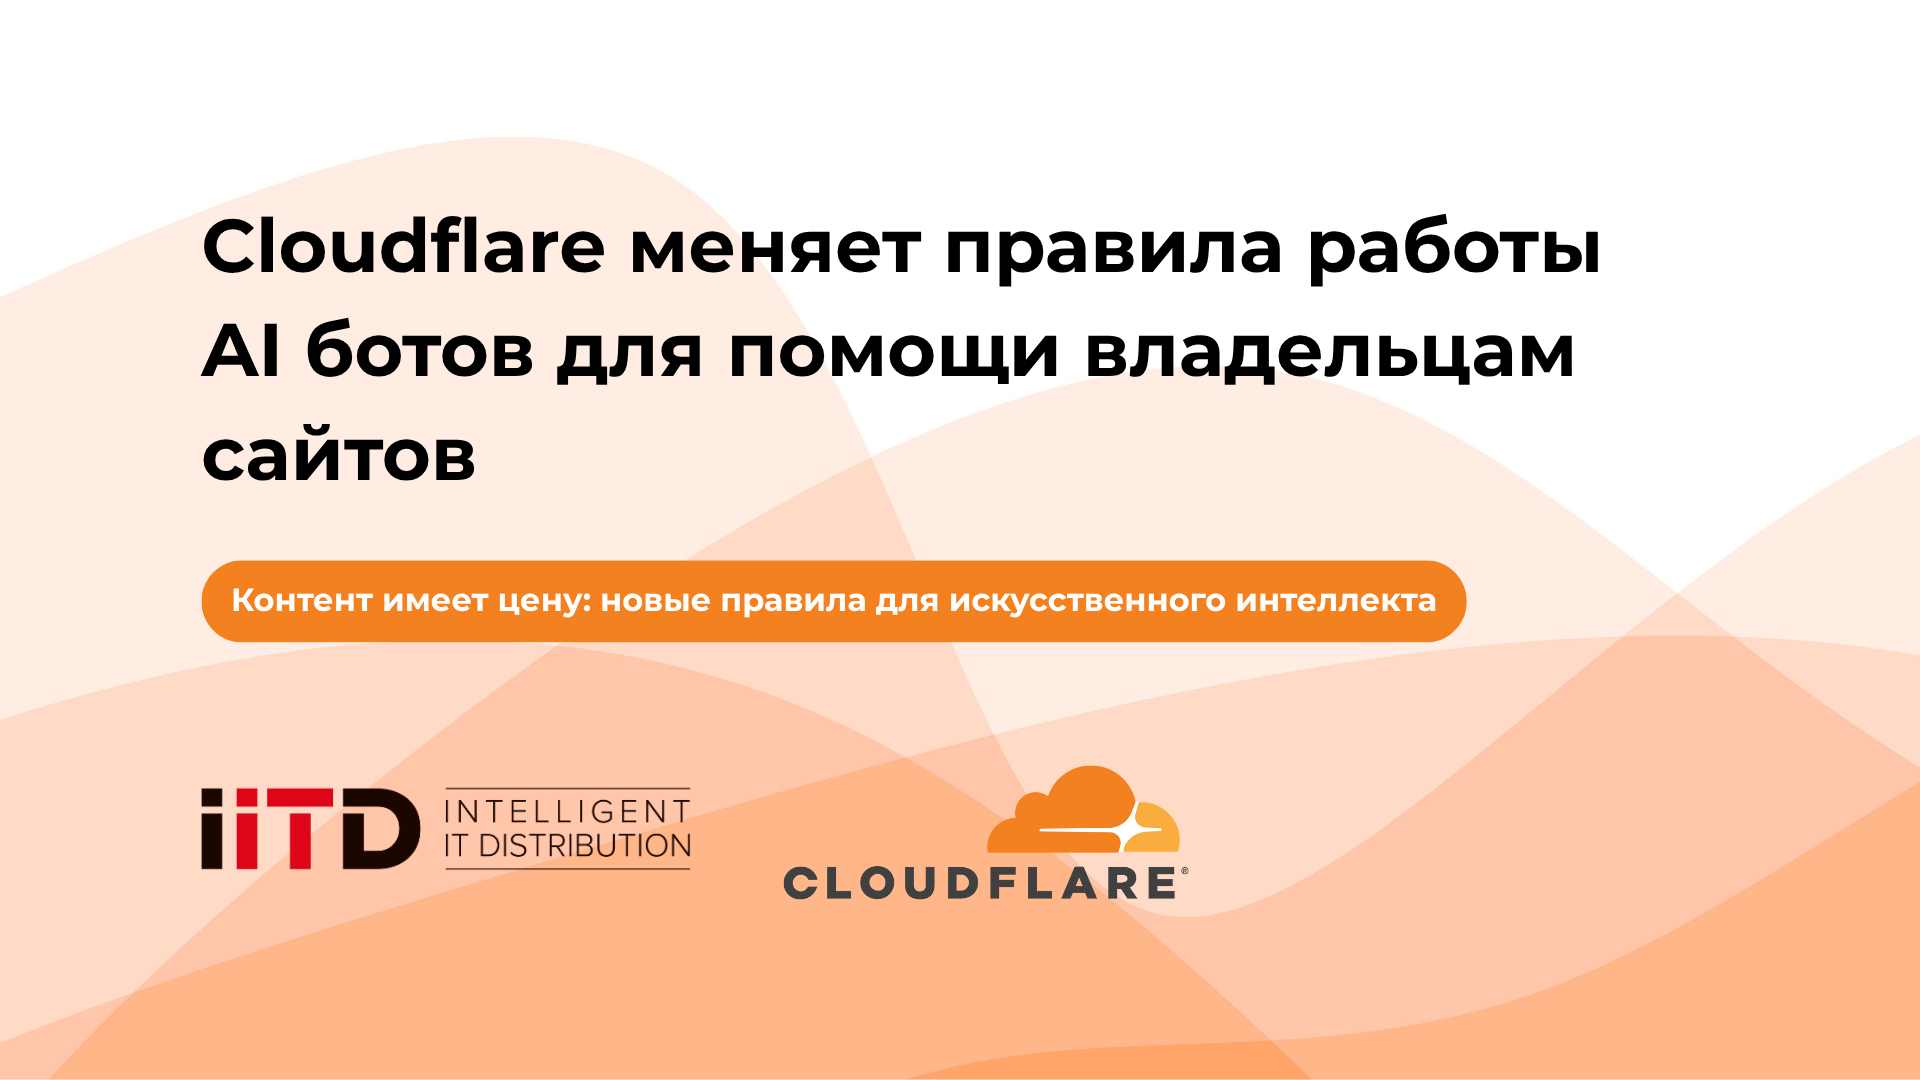 Cloudflare меняет правила работы
AI ботов для помощи владельцам
сайтов
Контент имеет цену: новые правила для искусственного интеллекта
iiTD
INTELLIGENT
IT DISTRIBUTION
CLOUDFLARE®